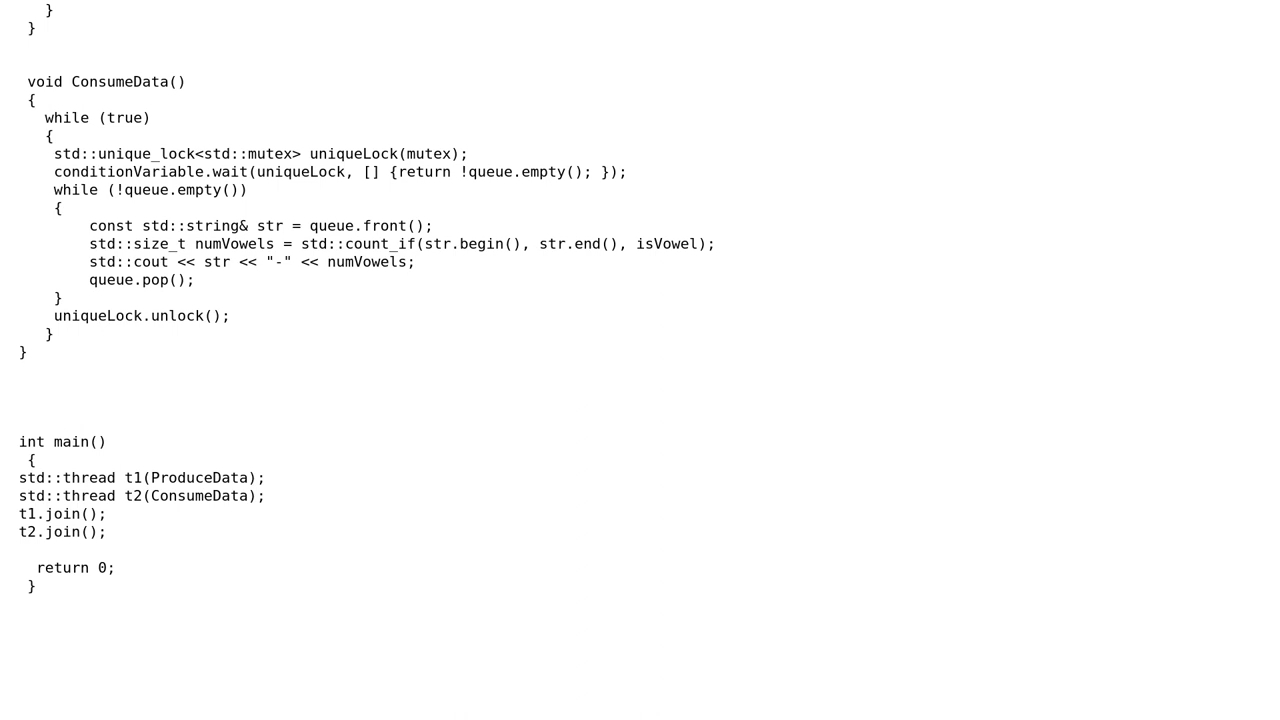 }
}
void ConsumeData()
{
while (true)
{
std::unique_lock<std::mutex> uniqueLock(mutex);
conditionVariable.wait(uniqueLock, [] {return !queue.empty(); });
while (!queue.empty())
{
const std::string& str = queue.front();
std::size_t numVowels = std::count_if(str.begin(), str.end(), isVowel);
std::cout << str << "-" << numVowels;
queue.pop();
}
uniqueLock.unlock();
}
}
int main()
{
std::thread t1(ProduceData);
std::thread t2(ConsumeData);
t1.join();
t2.join();
return 0;
}